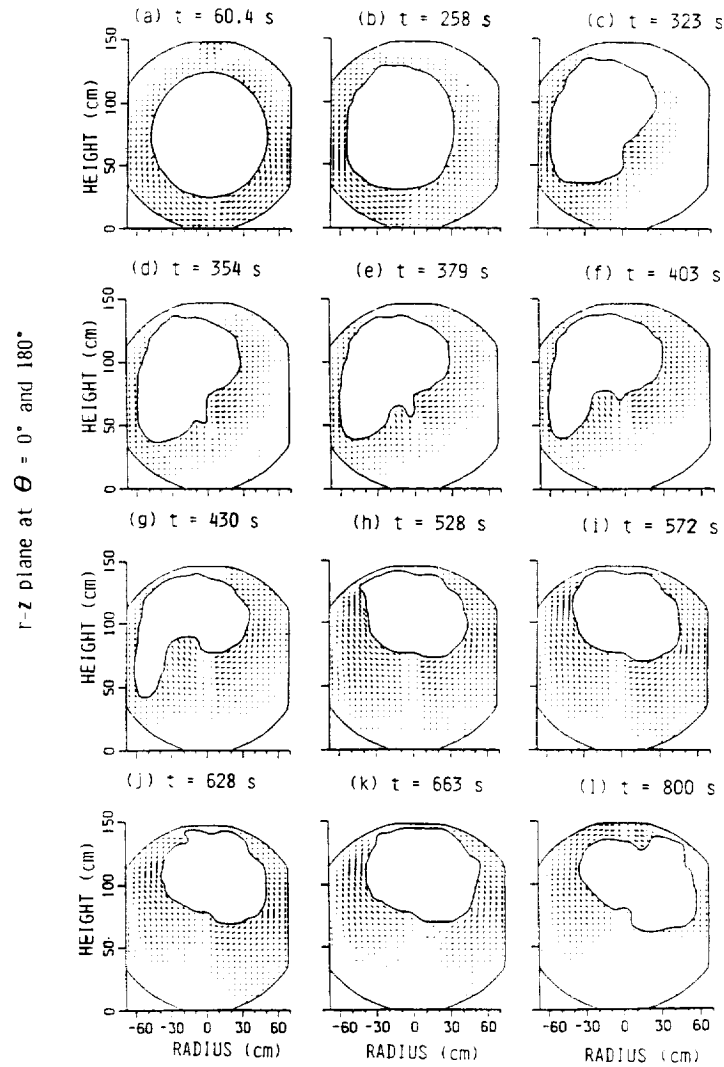 (a) t = 60.4 s
(b) t = 258 s
(c) t = 323 s
HEIGHT (cm)
150
100
50
0
(d) t = 354 s
(e) t = 379 s
(f) t = 403 s
HEIGHT (cm)
150
100
50
0
r-z plane at Θ = 0° and 180°
(g) t = 430 s
(h) t = 528 s
(i) t = 572 s
HEIGHT (cm)
150
100
50
0
(j) t = 628 s
(k) t = 663 s
(l) t = 800 s
HEIGHT (cm)
150
100
50
0
-60 -30 0 30 60
-60 -30 0 30 60
-60 -30 0 30 60
RADIUS (cm)
RADIUS (cm)
RADIUS (cm)